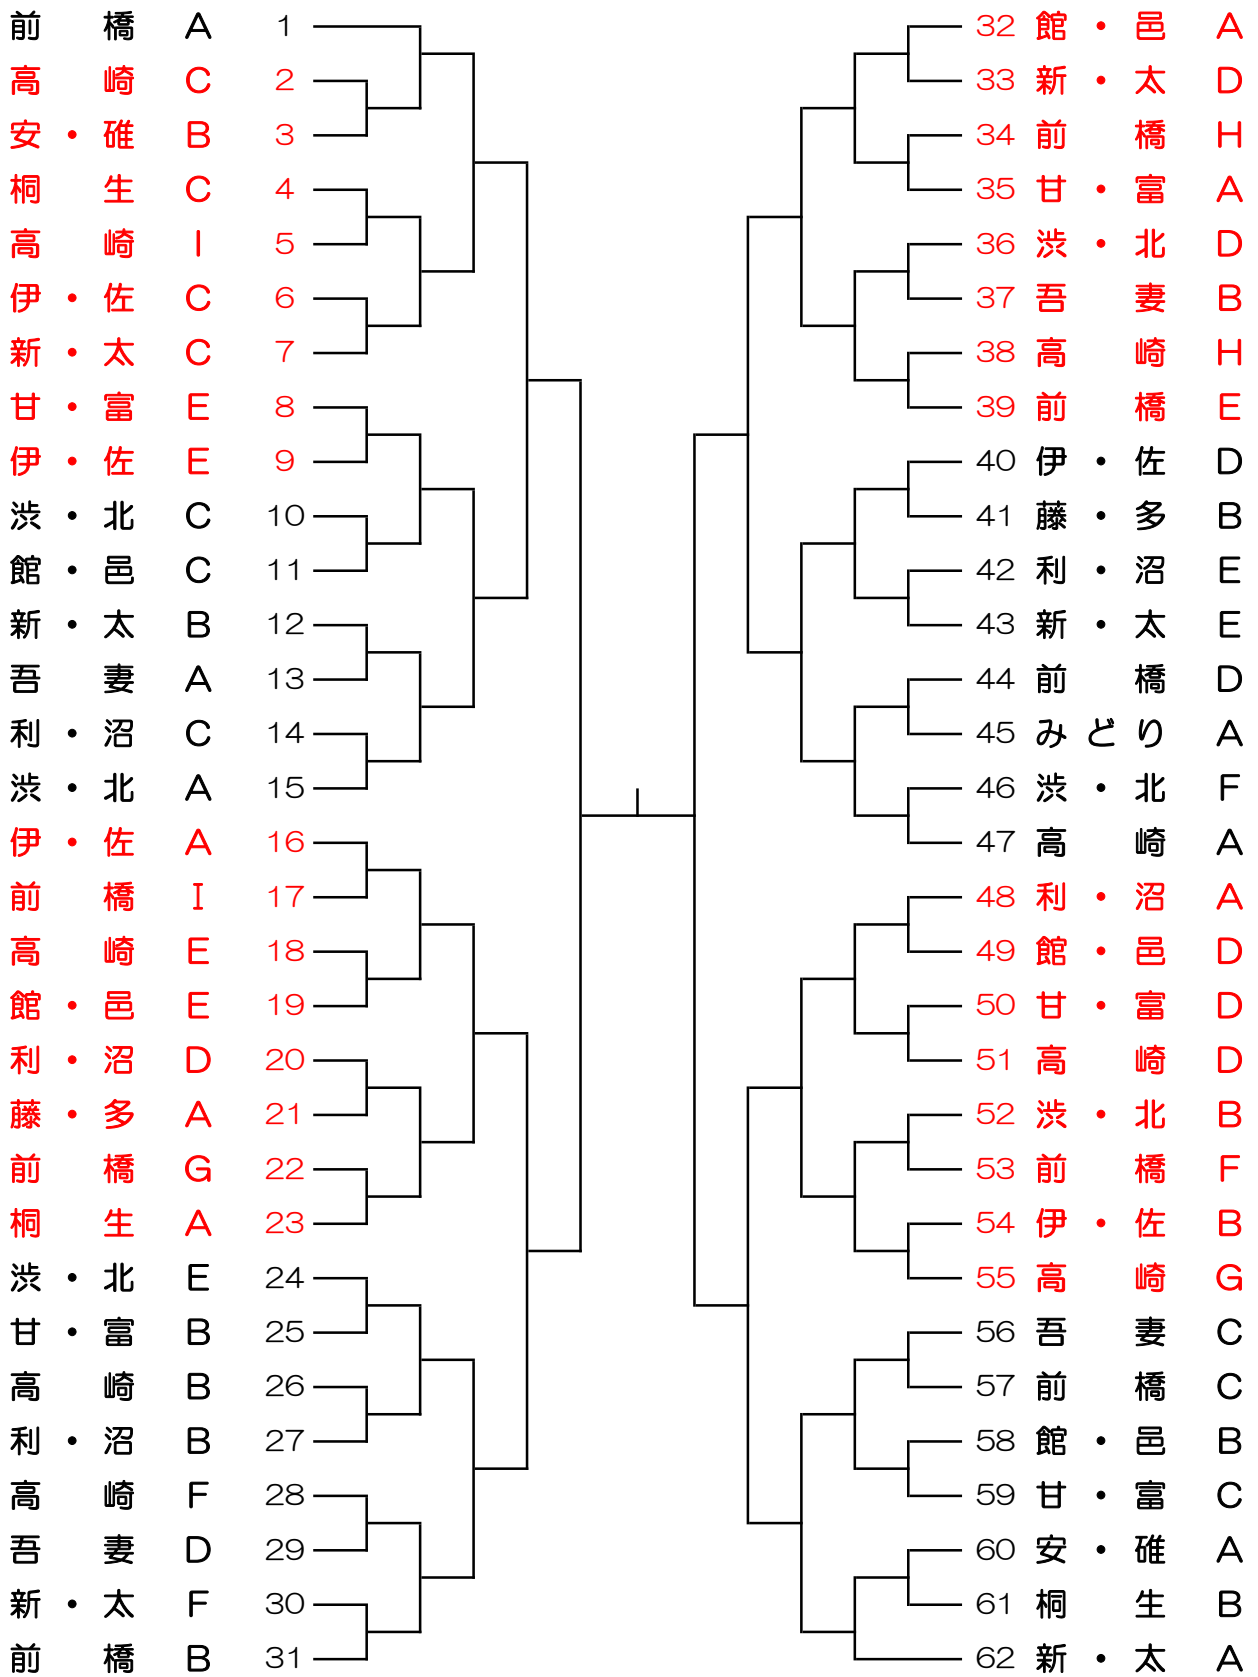 前 橋 A 1
高 崎 C 2
安・碓 B 3
桐 生 C 4
高 崎 I 5
伊・佐 C 6
新・太 C 7
甘・富 E 8
伊・佐 E 9
渋・北 C 10
館・邑 C 11
新・太 B 12
吾 妻 A 13
利・沼 C 14
渋・北 A 15
伊・佐 A 16
前 橋 I 17
高 崎 E 18
館・邑 E 19
利・沼 D 20
藤・多 A 21
前 橋 G 22
桐 生 A 23
渋・北 E 24
甘・富 B 25
高 崎 B 26
利・沼 B 27
高 崎 F 28
吾 妻 D 29
新・太 F 30
前 橋 B 31
32 館・邑 A
33 新・太 D
34 前 橋 H
35 甘・富 A
36 渋・北 D
37 吾 妻 B
38 高 崎 H
39 前 橋 E
40 伊・佐 D
41 藤・多 B
42 利・沼 E
43 新・太 E
44 前 橋 D
45 みどり A
46 渋・北 F
47 高 崎 A
48 利・沼 A
49 館・邑 D
50 甘・富 D
51 高 崎 D
52 渋・北 B
53 前 橋 F
54 伊・佐 B
55 高 崎 G
56 吾 妻 C
57 前 橋 C
58 館・邑 B
59 甘・富 C
60 安・碓 A
61 桐 生 B
62 新・太 A